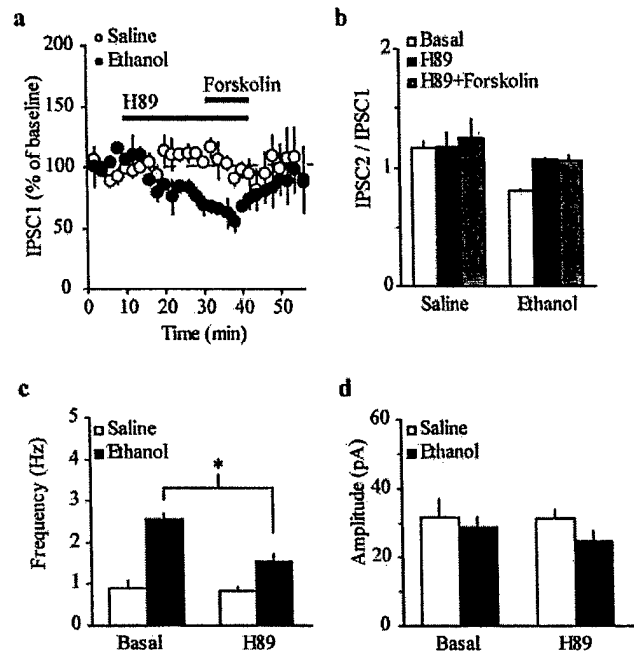 a
Saline
Ethanol
Forskolin
H89
200
150
100
50
0
IPSC1 (% of baseline)
0 10 20 30 40 50
Time (min)
b
Basal
H89
H89+Forskolin
2
1
0
IPSC2 / IPSC1
Saline Ethanol
c
Saline
Ethanol
*
5
4
3
2
1
0
Frequency (Hz)
Basal H89
d
Saline
Ethanol
60
30
0
Amplitude (pA)
Basal H89